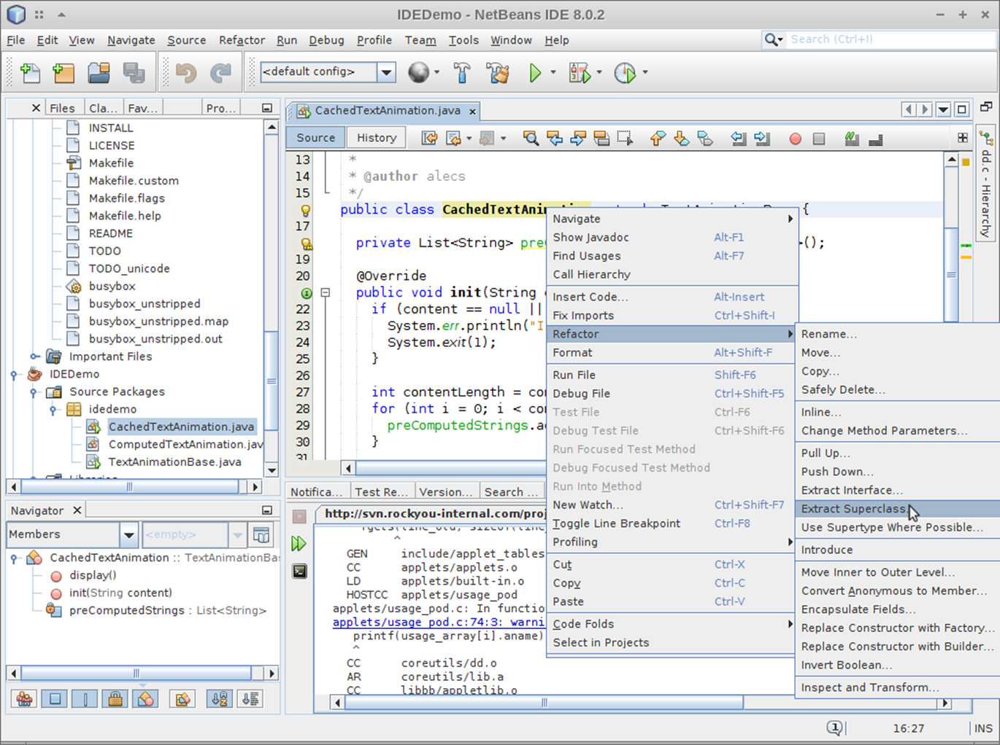 IDEDemo - NetBeans IDE 8.0.2
File Edit View Navigate Source Refactor Run Debug Profile Team Tools Window Help
Search (Ctrl+I)
<default config>
Files Cla... Fav... Pro...
INSTALL
LICENSE
Makefile
Makefile.custom
Makefile.flags
Makefile.help
README
TODO
TODO_unicode
busybox
busybox_unstripped
busybox_unstripped.map
busybox_unstripped.out
Important Files
IDEDemo
Source Packages
idedemo
CachedTextAnimation.java
ComputedTextAnimation.jav
TextAnimationBase.java
Libraries
Navigator
Members
<empty>
CachedTextAnimation :: TextAnimationBa
display()
init(String content)
preComputedStrings : List<String>
CachedTextAnimation.java
Source History
13 *
14 * @author alecs
15 */
public class CachedTextAni {
17
private List<String> pre ();
19
20 @Override
public void init(String
22 if (content == null ||
23 System.err.println("I
24 System.exit(1);
25 }
26
27 int contentLength = con
28 for (int i = 0; i < con
29 preComputedStrings.a
30 }
31
dd.c - Hierarchy
Notifica... Test Re... Version... Search ...
http://svn.rockyou-internal.com/proj
^
GEN include/applet_tables
CC applets/applets.o
LD applets/built-in.o
HOSTCC applets/usage_pod
applets/usage_pod.c: In functio
applets/usage_pod.c:74:3: warni
printf(usage_array[i].aname)
^
CC coreutils/dd.o
AR coreutils/lib.a
CC libbb/appletlib.o
Navigate
Show Javadoc Alt-F1
Find Usages Alt-F7
Call Hierarchy
Insert Code... Alt-Insert
Fix Imports Ctrl+Shift-I
Refactor
Format Alt+Shift-F
Run File Shift-F6
Debug File Ctrl+Shift-F5
Test File Ctrl-F6
Debug Test File Ctrl+Shift-F6
Run Focused Test Method
Debug Focused Test Method
Run Into Method
New Watch... Ctrl+Shift-F7
Toggle Line Breakpoint Ctrl-F8
Profiling
Cut Ctrl-X
Copy Ctrl-C
Paste Ctrl-V
Code Folds
Select in Projects
Rename...
Move...
Copy...
Safely Delete...
Inline...
Change Method Parameters...
Pull Up...
Push Down...
Extract Interface...
Extract Superclass.
Use Supertype Where Possible...
Introduce
Move Inner to Outer Level...
Convert Anonymous to Member...
Encapsulate Fields...
Replace Constructor with Factory...
Replace Constructor with Builder...
Invert Boolean...
Inspect and Transform...
1 16:27 INS